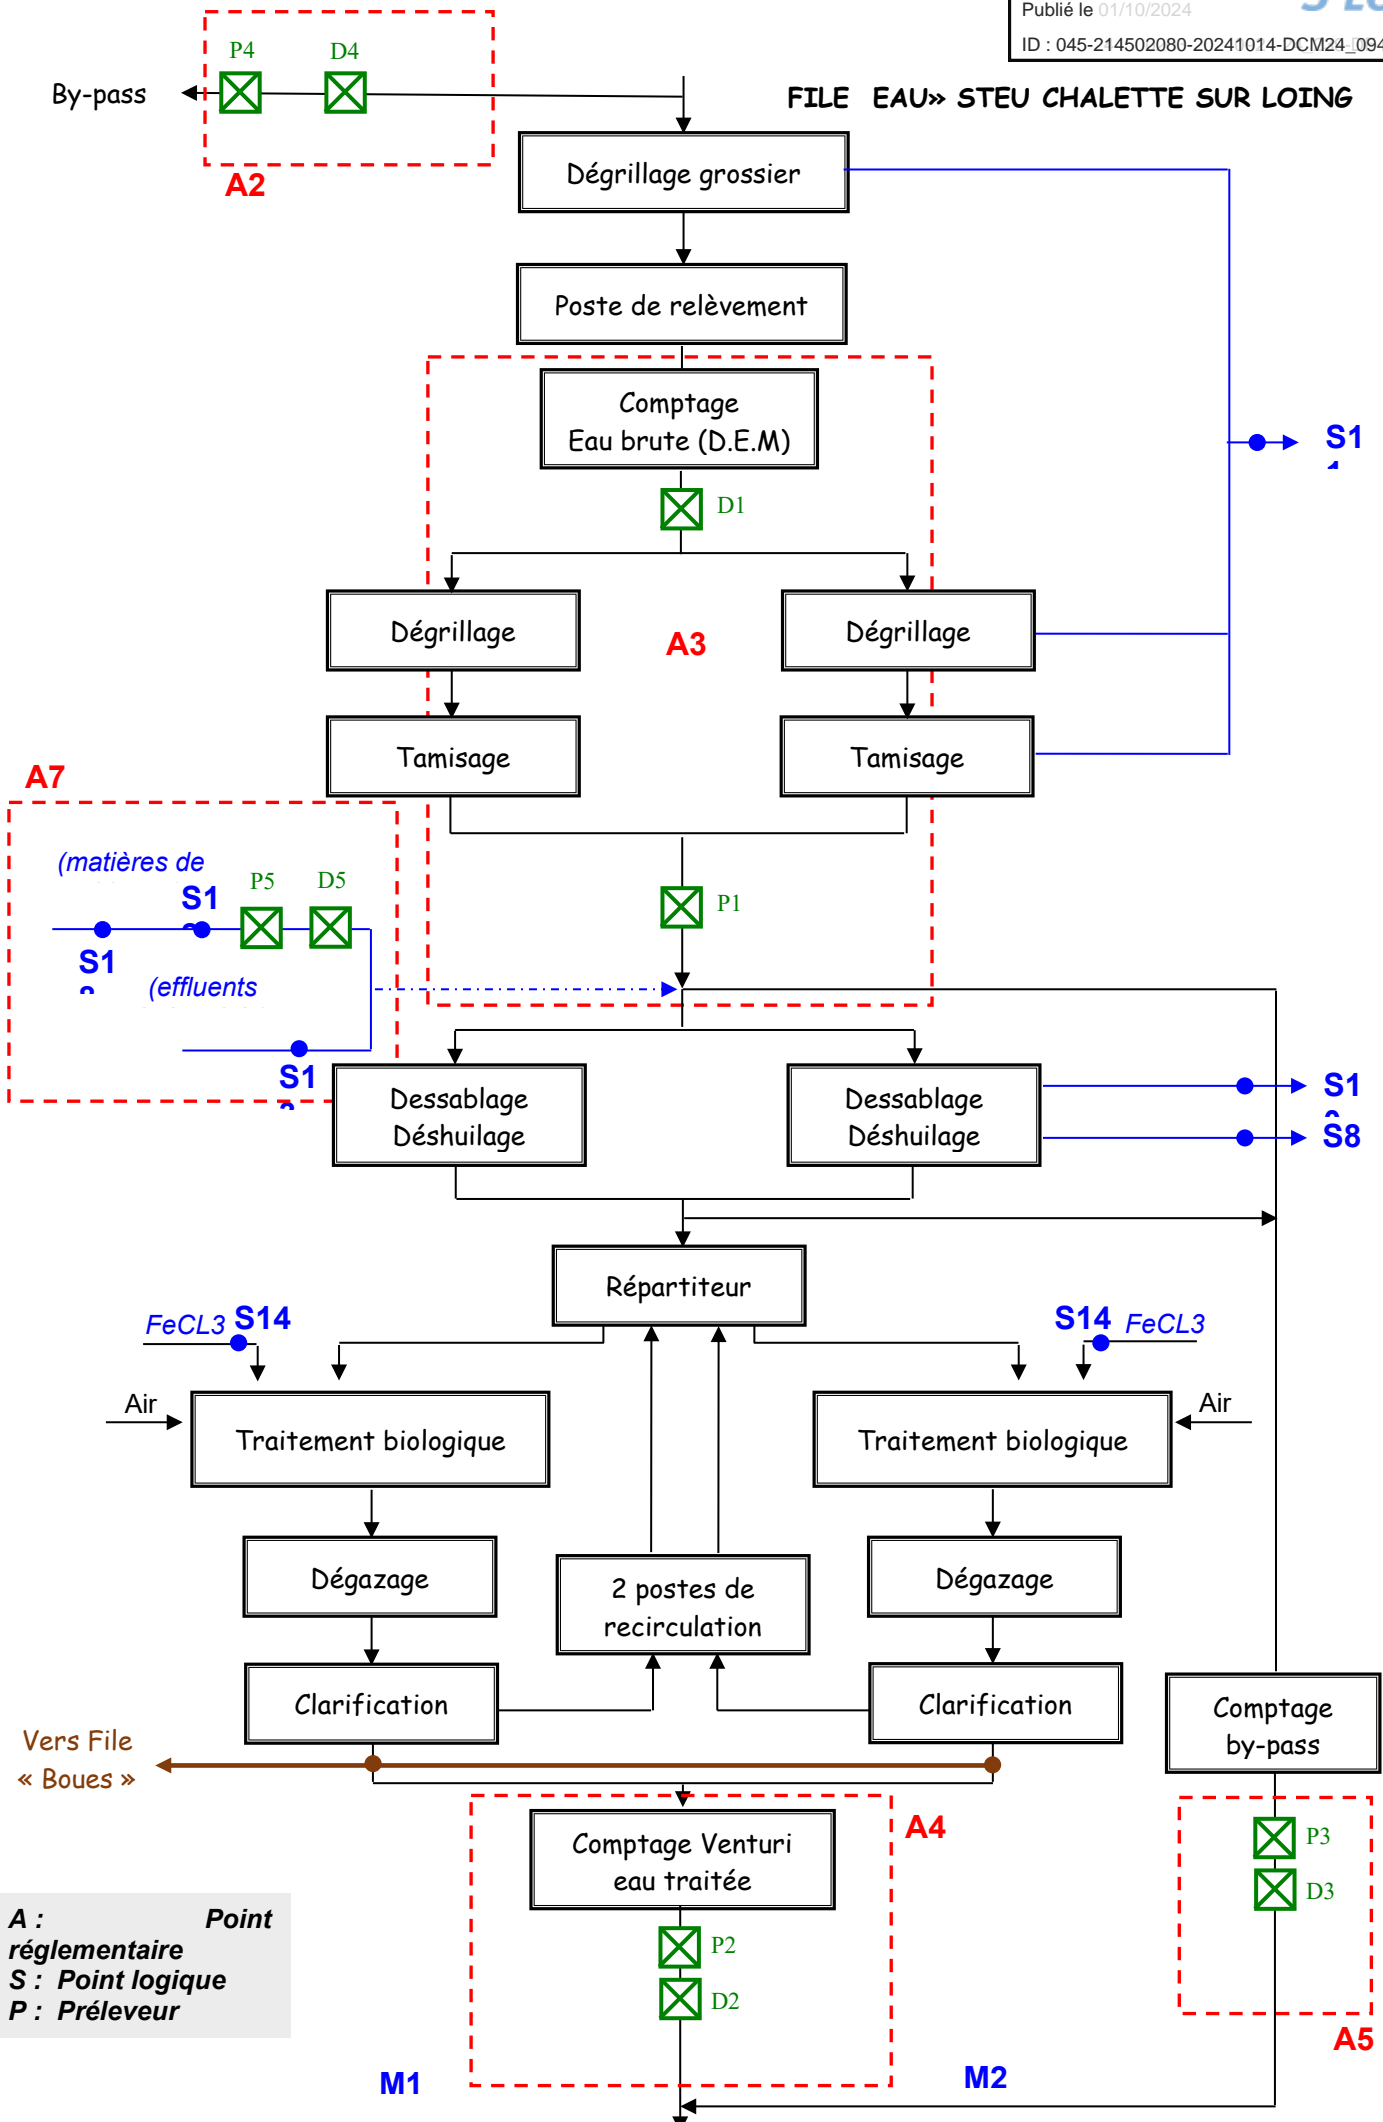 Publié le 01/10/2024
ID : 045-214502080-20241014-DCM24_094
P4
D4
By-pass
FILE EAU» STEU CHALETTE SUR LOING
A2
Dégrillage grossier
Poste de relèvement
Comptage
Eau brute (D.E.M)
S1
D1
Dégrillage
A3
Dégrillage
Tamisage
Tamisage
A7
(matières de
S1
P5
D5
P1
S1
(effluents
S1
Dessablage
Déshuilage
Dessablage
Déshuilage
S1
S8
Répartiteur
FeCL3 S14
S14 FeCL3
Air
Air
Traitement biologique
Traitement biologique
Dégazage
2 postes de
recirculation
Dégazage
Clarification
Clarification
Comptage
by-pass
Vers File
« Boues »
Comptage Venturi
eau traitée
A4
P3
D3
P2
D2
A : Point
réglementaire
S : Point logique
P : Préleveur
A5
M1
M2